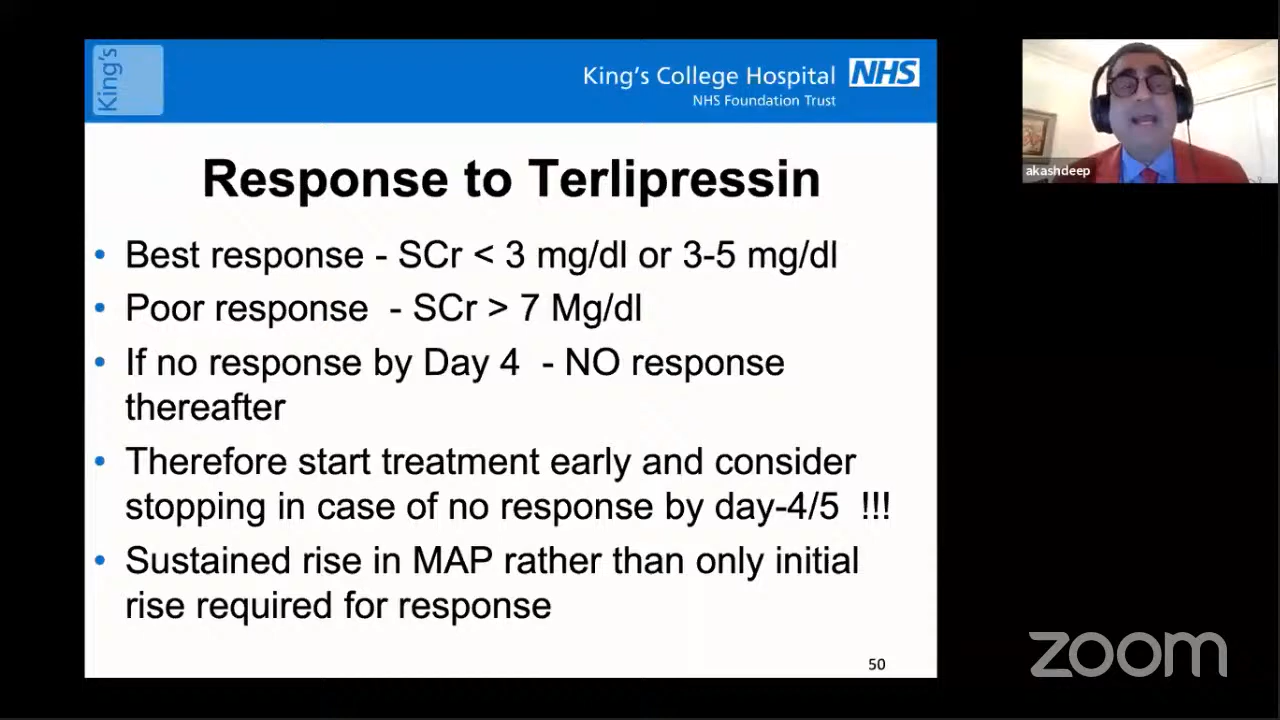 King's
King's College Hospital NHS
NHS Foundation Trust
Response to Terlipressin
• Best response - SCr < 3 mg/dl or 3-5 mg/dl
• Poor response - SCr > 7 Mg/dl
• If no response by Day 4 - NO response
thereafter
• Therefore start treatment early and consider
stopping in case of no response by day-4/5 !!!
• Sustained rise in MAP rather than only initial
rise required for response
50
akashdeep
zoom